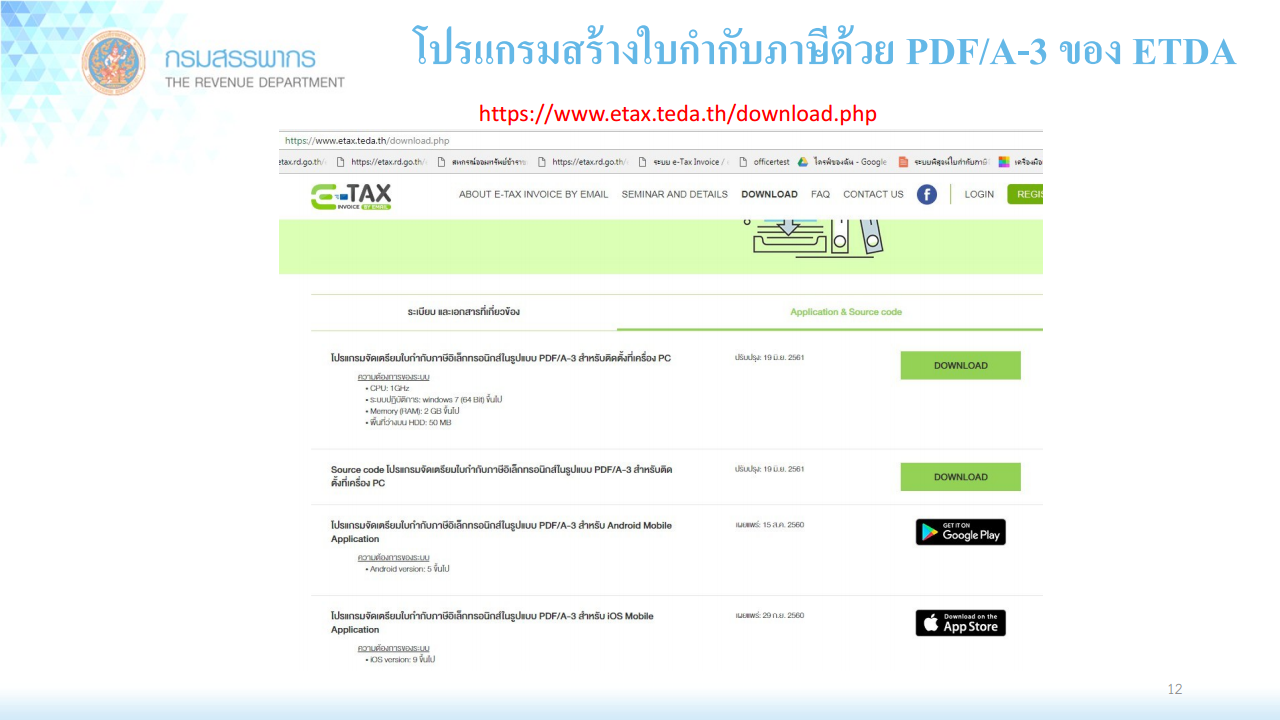 กรมสรรพากร
THE REVENUE DEPARTMENT
โปรแกรมสร้างใบกำกับภาษีด้วย PDF/A-3 ของ ETDA
https://www.etax.teda.th/download.php
https://www.etax.teda.th/download.php
etax.rd.go.th/ https://etax.rd.go.th/ สหกรณ์ออมทรัพย์ข้าราช https://etax.rd.go.th/ ระบบ e-Tax Invoice / officertest ไดรฟ์ของฉัน - Google ระบบพิสูจน์ใบกำกับภาษี เครื่องมือ
E-TAX
INVOICE BY EMAIL
ABOUT E-TAX INVOICE BY EMAIL SEMINAR AND DETAILS DOWNLOAD FAQ CONTACT US f LOGIN REGIS
ระเบียบ และเอกสารที่เกี่ยวข้อง Application & Source code
โปรแกรมจัดเตรียมใบกำกับภาษีอิเล็กทรอนิกส์ในรูปแบบ PDF/A-3 สำหรับติดตั้งที่เครื่อง PC ปรับปรุง: 19 มิ.ย. 2561 DOWNLOAD
ความต้องการของระบบ
• CPU: 1GHz
• ระบบปฏิบัติการ: windows 7 (64 Bit) ขึ้นไป
• Memory (RAM): 2 GB ขึ้นไป
• พื้นที่ว่างบน HDD: 50 MB
Source code โปรแกรมจัดเตรียมใบกำกับภาษีอิเล็กทรอนิกส์ในรูปแบบ PDF/A-3 สำหรับติด ปรับปรุง: 19 มิ.ย. 2561 DOWNLOAD
ตั้งที่เครื่อง PC
โปรแกรมจัดเตรียมใบกำกับภาษีอิเล็กทรอนิกส์ในรูปแบบ PDF/A-3 สำหรับ Android Mobile เผยแพร่: 15 ส.ค. 2560 GET IT ON Google Play
Application
ความต้องการของระบบ
• Android version: 5 ขึ้นไป
โปรแกรมจัดเตรียมใบกำกับภาษีอิเล็กทรอนิกส์ในรูปแบบ PDF/A-3 สำหรับ iOS Mobile เผยแพร่: 29 ก.ย. 2560 Download on the App Store
Application
ความต้องการของระบบ
• iOS version: 9 ขึ้นไป
12